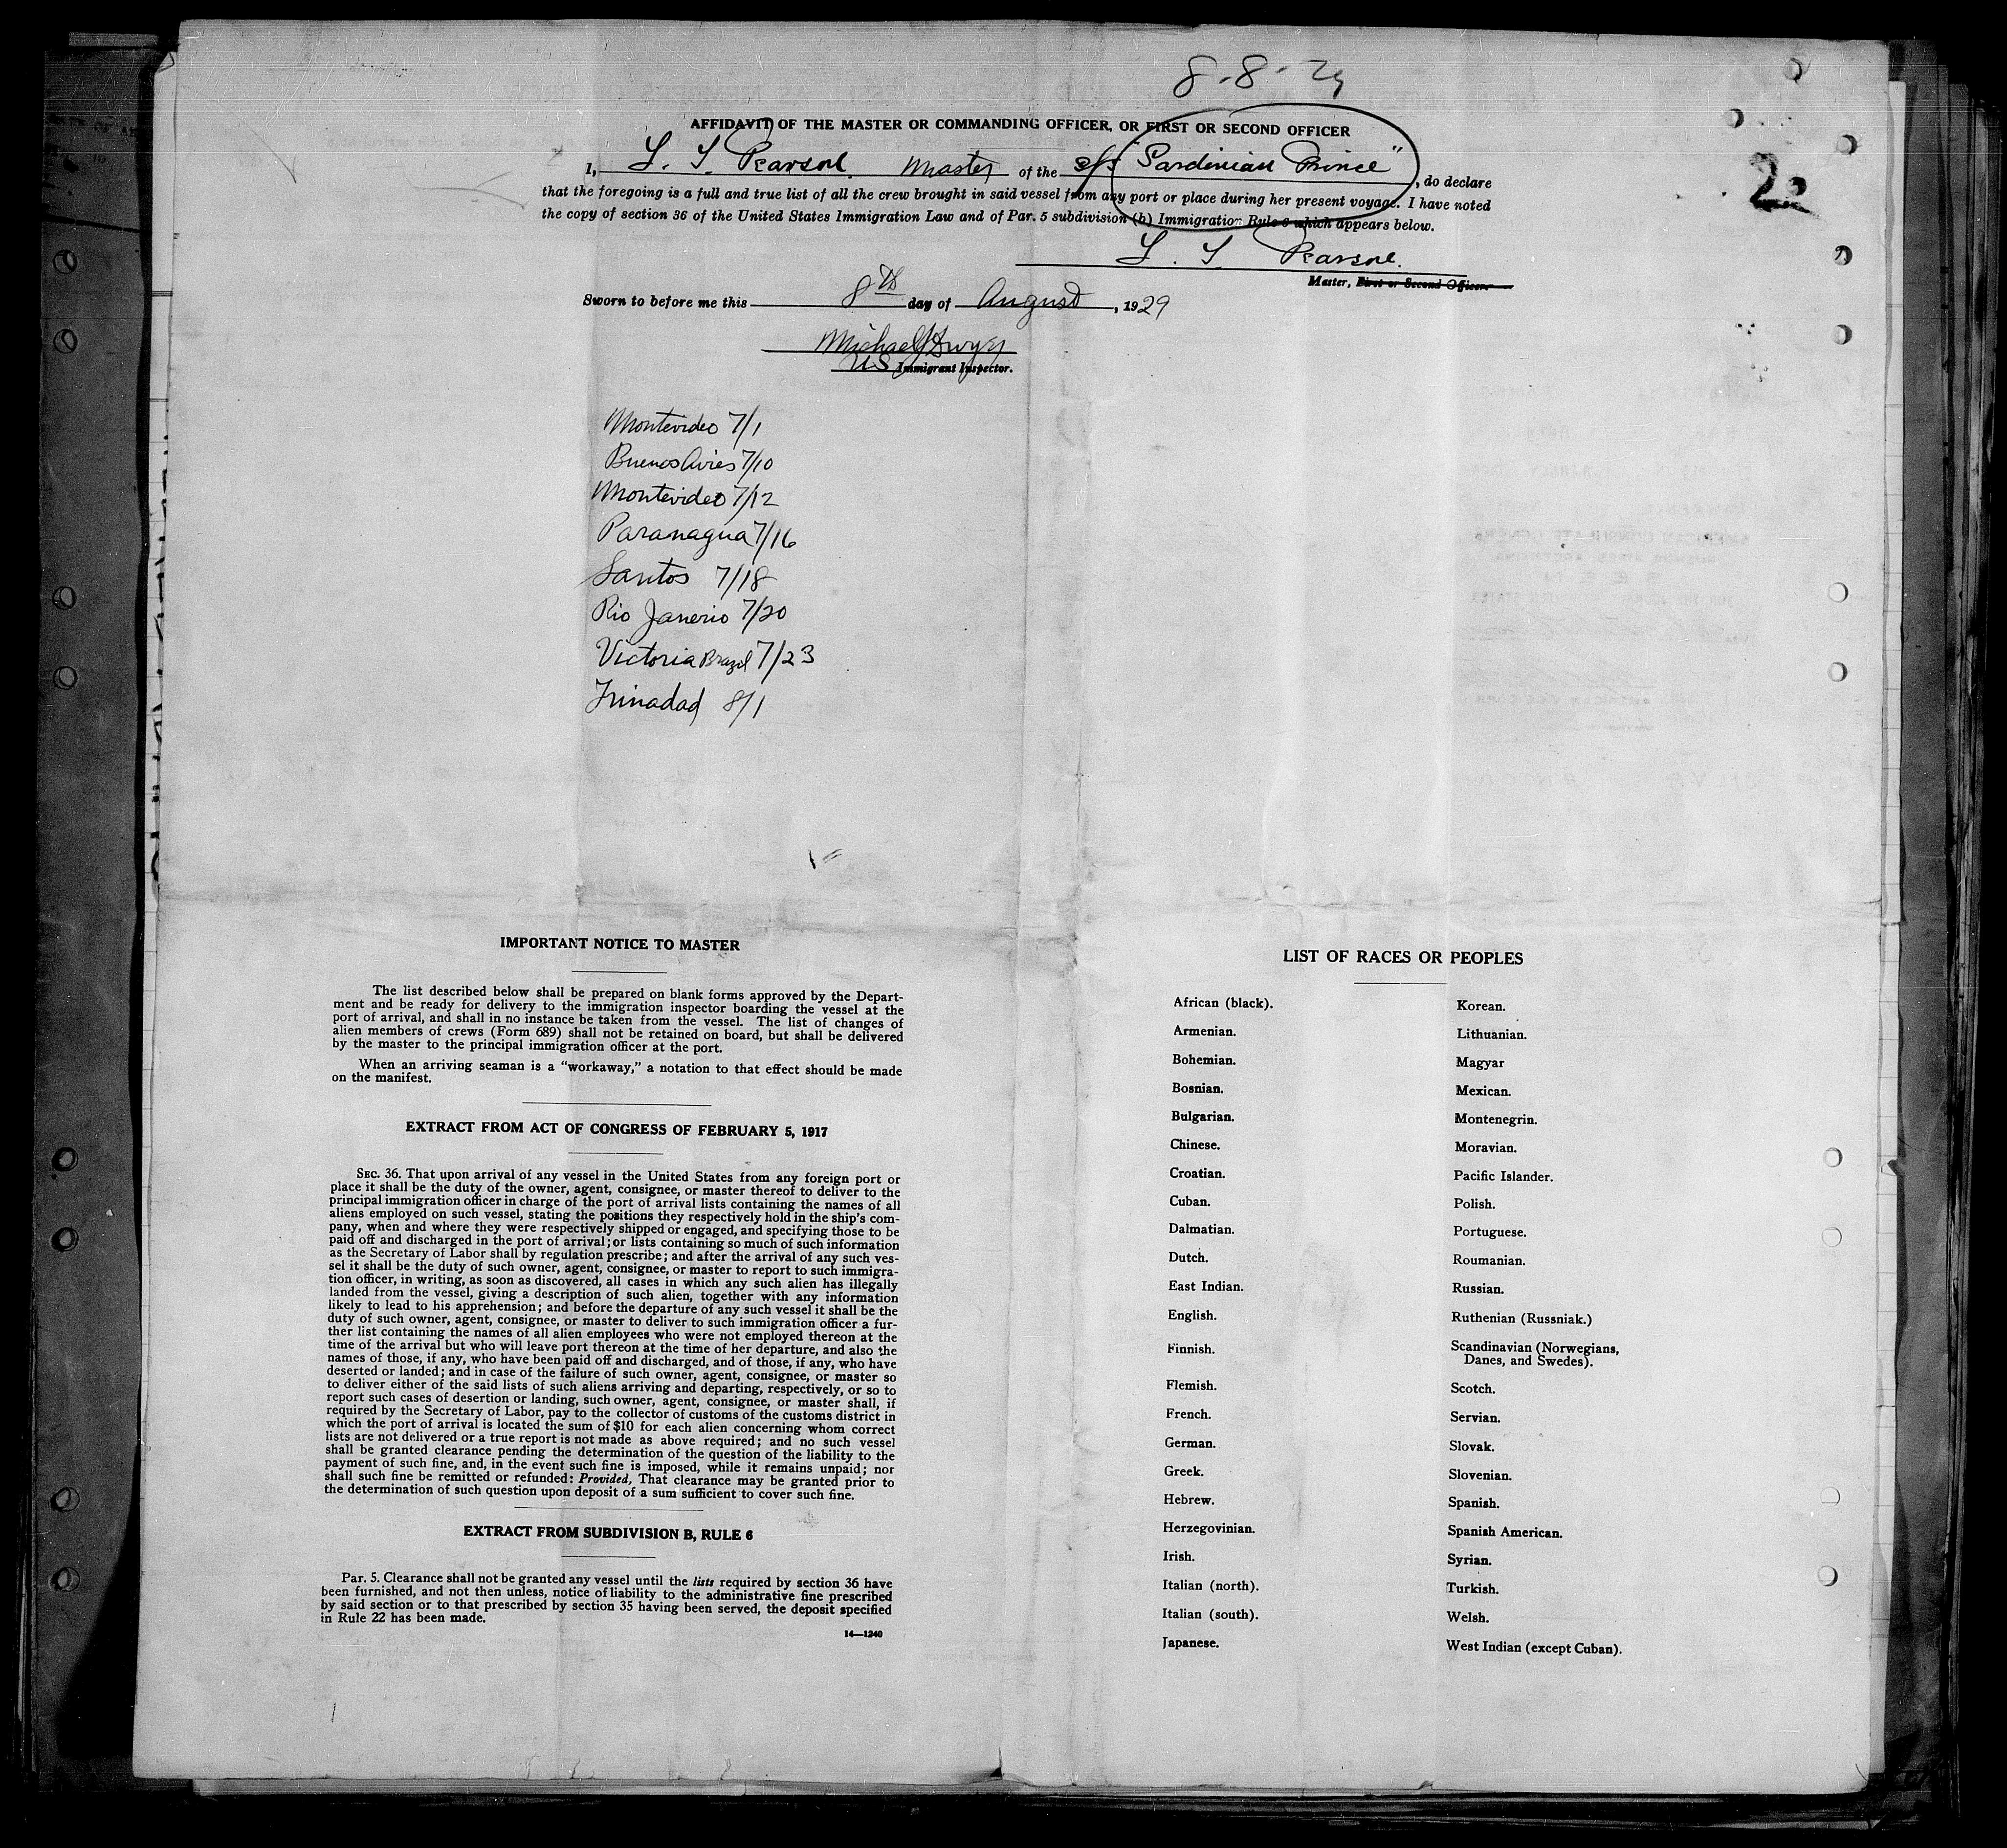 8-8-29
AFFIDAVIT OF THE MASTER OR COMMANDING OFFICER, OR FIRST OR SECOND OFFICER
22
I, L. S. Pearson. Master of the s/s "Sardinian Prince", do declare
that the foregoing is a full and true list of all the crew brought in said vessel from any port or place during her present voyage. I have noted
the copy of section 36 of the United States Immigration Law and of Par. 5 subdivision (b) Immigration Rule 6 which appears below.
L. S. Pearson.
Master, First or Second Officer
Sworn to before me this 8th day of August, 1929
Michael Dwyer
US Immigrant Inspector.
Montevideo 7/1
Buenos Aires 7/10
Montevideo 7/12
Paranagua 7/16
Santos 7/18
Rio Janerio 7/20
Victoria Brazil 7/23
Trinadad 8/1
IMPORTANT NOTICE TO MASTER
The list described below shall be prepared on blank forms approved by the Depart-
ment and be ready for delivery to the immigration inspector boarding the vessel at the
port of arrival, and shall in no instance be taken from the vessel. The list of changes of
alien members of crews (Form 689) shall not be retained on board, but shall be delivered
by the master to the principal immigration officer at the port.
When an arriving seaman is a "workaway," a notation to that effect should be made
on the manifest.
EXTRACT FROM ACT OF CONGRESS OF FEBRUARY 5, 1917
SEC. 36. That upon arrival of any vessel in the United States from any foreign port or
place it shall be the duty of the owner, agent, consignee, or master thereof to deliver to the
principal immigration officer in charge of the port of arrival lists containing the names of all
aliens employed on such vessel, stating the positions they respectively hold in the ship's com-
pany, when and where they were respectively shipped or engaged, and specifying those to be
paid off and discharged in the port of arrival; or lists containing so much of such information
as the Secretary of Labor shall by regulation prescribe; and after the arrival of any such ves-
sel it shall be the duty of such owner, agent, consignee, or master to report to such immigra-
tion officer, in writing, as soon as discovered, all cases in which any such alien has illegally
landed from the vessel, giving a description of such alien, together with any information
likely to lead to his apprehension; and before the departure of any such vessel it shall be the
duty of such owner, agent, consignee, or master to deliver to such immigration officer a fur-
ther list containing the names of all alien employees who were not employed thereon at the
time of the arrival but who will leave port thereon at the time of her departure, and also the
names of those, if any, who have been paid off and discharged, and of those, if any, who have
deserted or landed; and in case of the failure of such owner, agent, consignee, or master so
to deliver either of the said lists of such aliens arriving and departing, respectively, or so to
report such cases of desertion or landing, such owner, agent, consignee, or master shall, if
required by the Secretary of Labor, pay to the collector of customs of the customs district in
which the port of arrival is located the sum of $10 for each alien concerning whom correct
lists are not delivered or a true report is not made as above required; and no such vessel
shall be granted clearance pending the determination of the question of the liability to the
payment of such fine, and, in the event such fine is imposed, while it remains unpaid; nor
shall such fine be remitted or refunded: Provided, That clearance may be granted prior to
the determination of such question upon deposit of a sum sufficient to cover such fine.
EXTRACT FROM SUBDIVISION B, RULE 6
Par. 5. Clearance shall not be granted any vessel until the lists required by section 36 have
been furnished, and not then unless, notice of liability to the administrative fine prescribed
by said section or to that prescribed by section 35 having been served, the deposit specified
in Rule 22 has been made.
14—1240
LIST OF RACES OR PEOPLES
African (black).
Armenian.
Bohemian.
Bosnian.
Bulgarian.
Chinese.
Croatian.
Cuban.
Dalmatian.
Dutch.
East Indian.
English.
Finnish.
Flemish.
French.
German.
Greek.
Hebrew.
Herzegovinian.
Irish.
Italian (north).
Italian (south).
Japanese.
Korean.
Lithuanian.
Magyar
Mexican.
Montenegrin.
Moravian.
Pacific Islander.
Polish.
Portuguese.
Roumanian.
Russian.
Ruthenian (Russniak.)
Scandinavian (Norwegians,
Danes, and Swedes).
Scotch.
Servian.
Slovak.
Slovenian.
Spanish.
Spanish American.
Syrian.
Turkish.
Welsh.
West Indian (except Cuban).